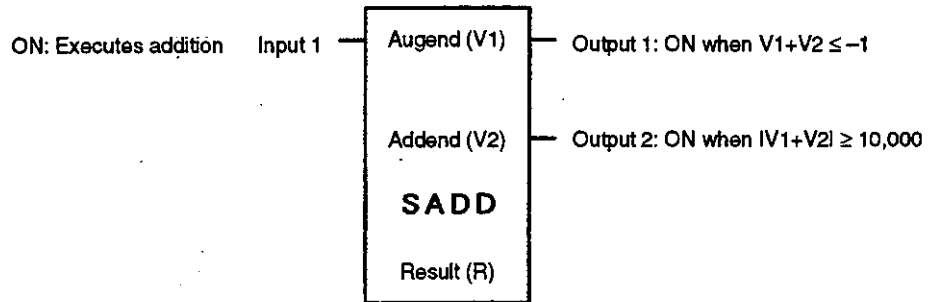 ON: Executes addition Input 1 Augend (V1) Output 1: ON when V1+V2 ≤ –1
Addend (V2) Output 2: ON when |V1+V2| ≥ 10,000
SADD
Result (R)